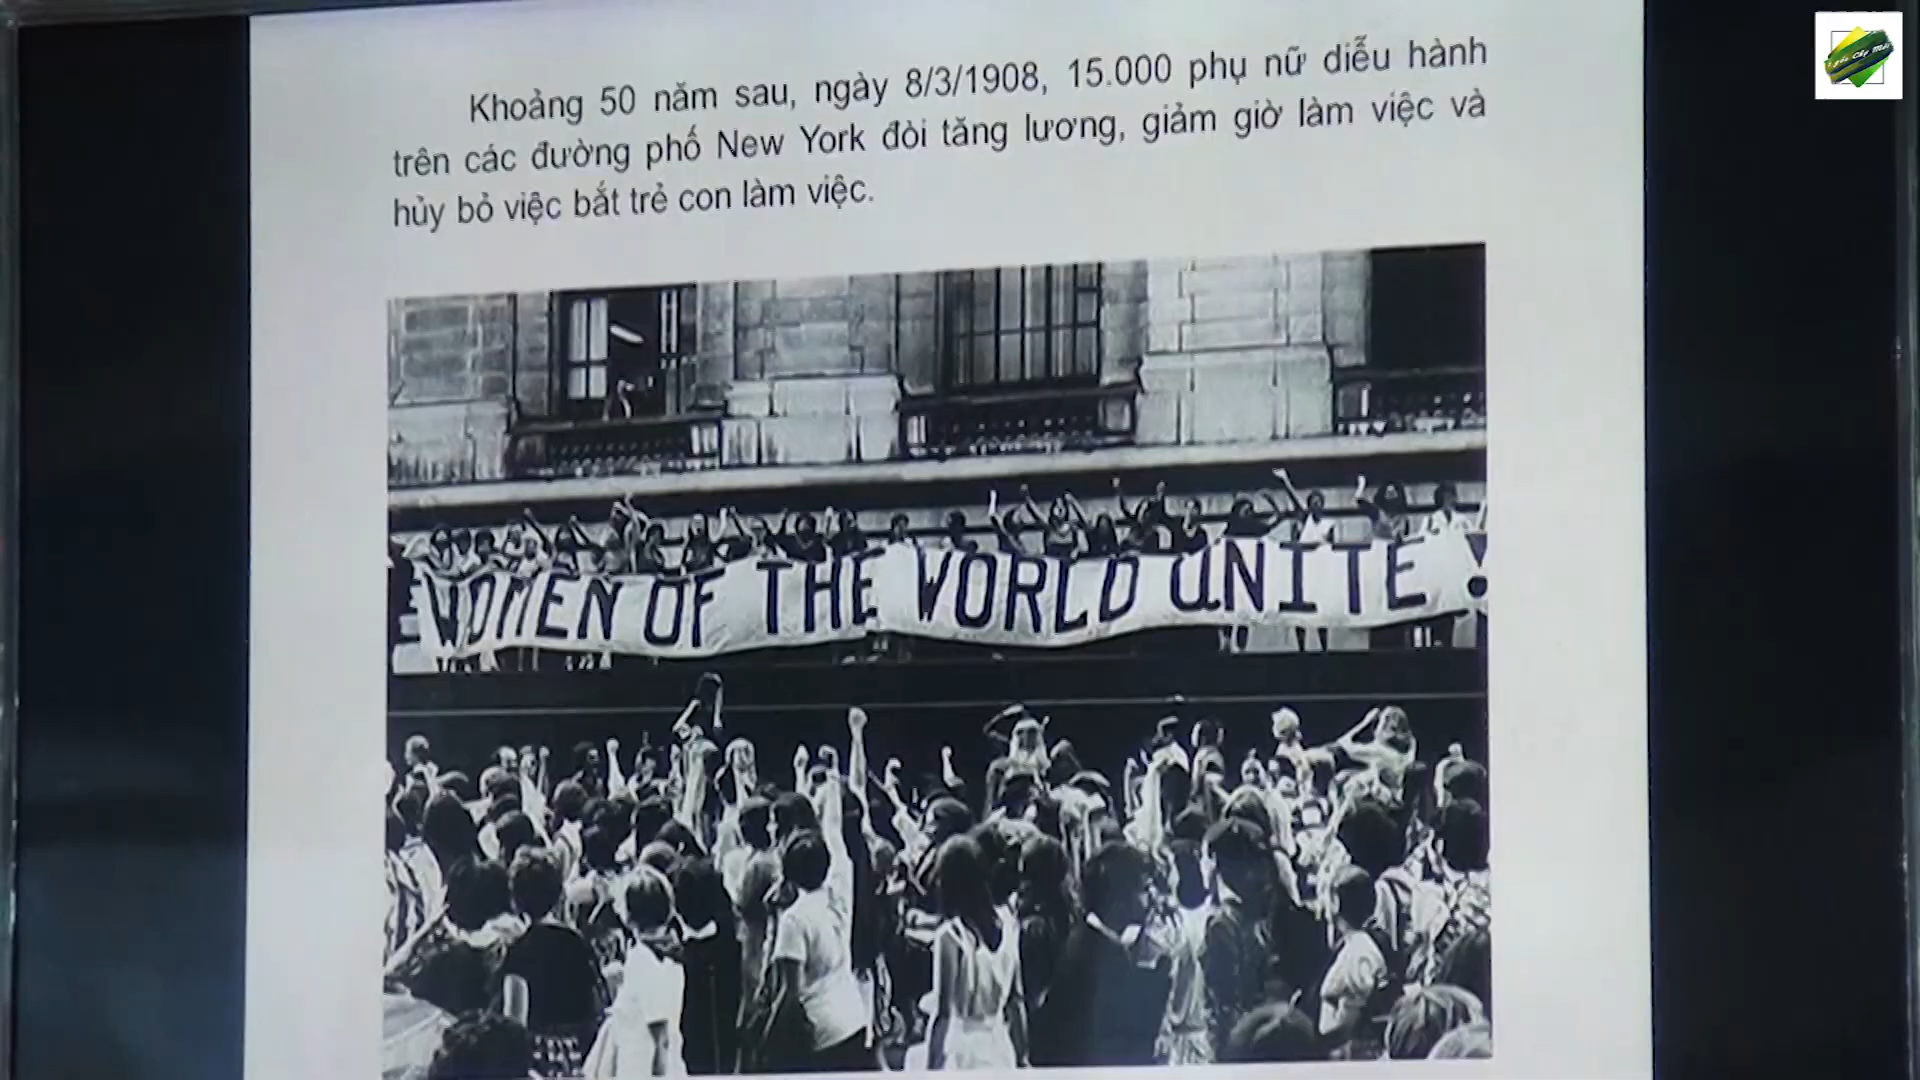 Khoảng 50 năm sau, ngày 8/3/1908, 15.000 phụ nữ diễu hành
trên các đường phố New York đòi tăng lương, giảm giờ làm việc và
hủy bỏ việc bắt trẻ con làm việc.
WOMEN OF THE WORLD UNITE!